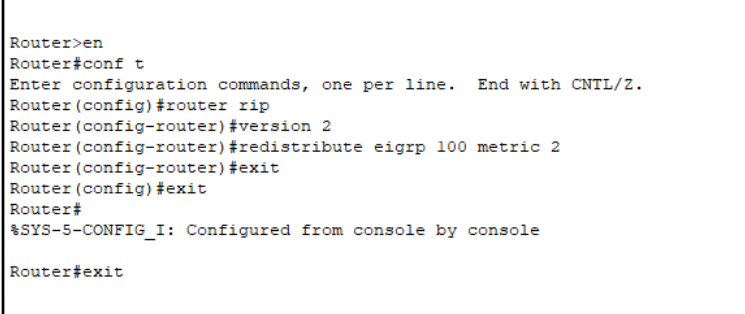 Router>en
Router#conf t
Enter configuration commands, one per line.  End with CNTL/Z.
Router(config)#router rip
Router(config-router)#version 2
Router(config-router)#redistribute eigrp 100 metric 2
Router(config-router)#exit
Router(config)#exit
Router#
%SYS-5-CONFIG_I: Configured from console by console
Router#exit